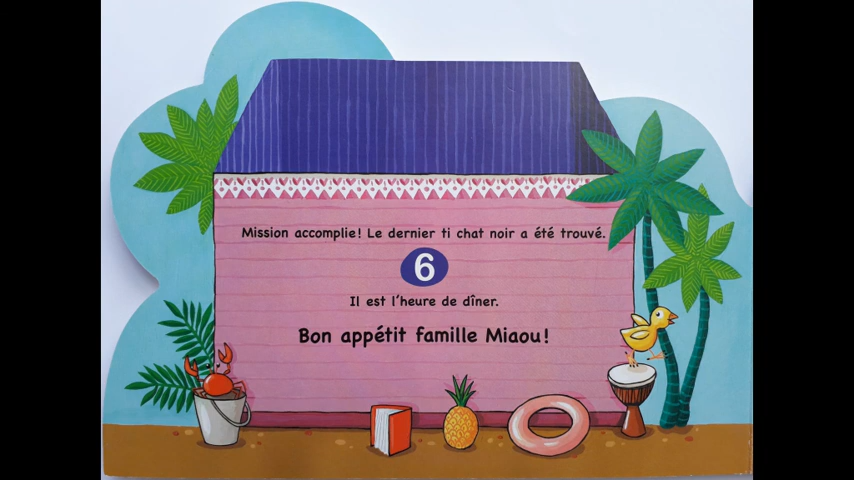 Mission accomplie! Le dernier ti chat noir a été trouvé.
6
Il est l'heure de dîner.
Bon appétit famille Miaou!